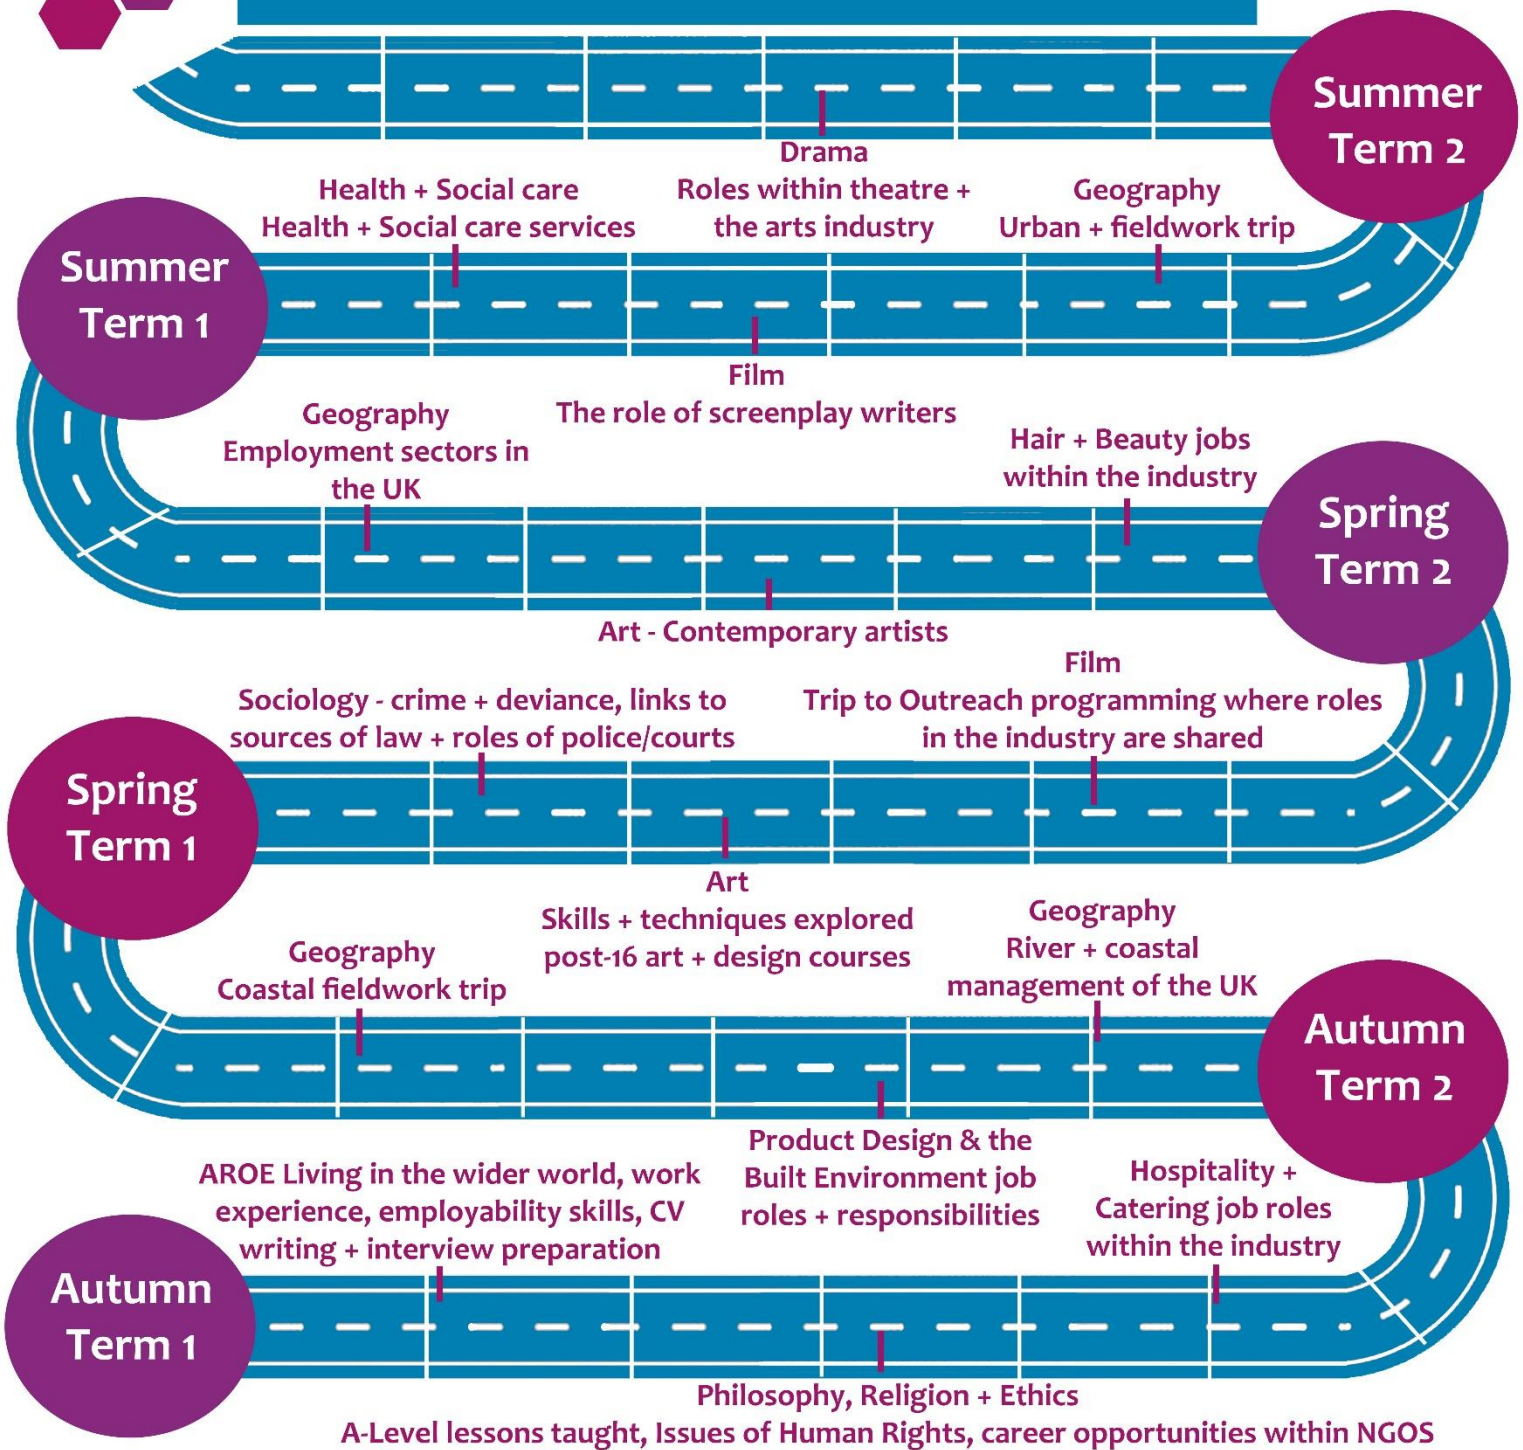 Summer
Term 2
Drama
Roles within theatre +
the arts industry
Health + Social care
Health + Social care services
Geography
Urban + fieldwork trip
Summer
Term 1
Film
The role of screenplay writers
Geography
Employment sectors in
the UK
Hair + Beauty jobs
within the industry
Spring
Term 2
Art - Contemporary artists
Film
Trip to Outreach programming where roles
in the industry are shared
Sociology - crime + deviance, links to
sources of law + roles of police/courts
Spring
Term 1
Art
Skills + techniques explored
post-16 art + design courses
Geography
River + coastal
management of the UK
Geography
Coastal fieldwork trip
Autumn
Term 2
Product Design & the
Built Environment job
roles + responsibilities
Hospitality +
Catering job roles
within the industry
AROE Living in the wider world, work
experience, employability skills, CV
writing + interview preparation
Autumn
Term 1
Philosophy, Religion + Ethics
A-Level lessons taught, Issues of Human Rights, career opportunities within NGOS